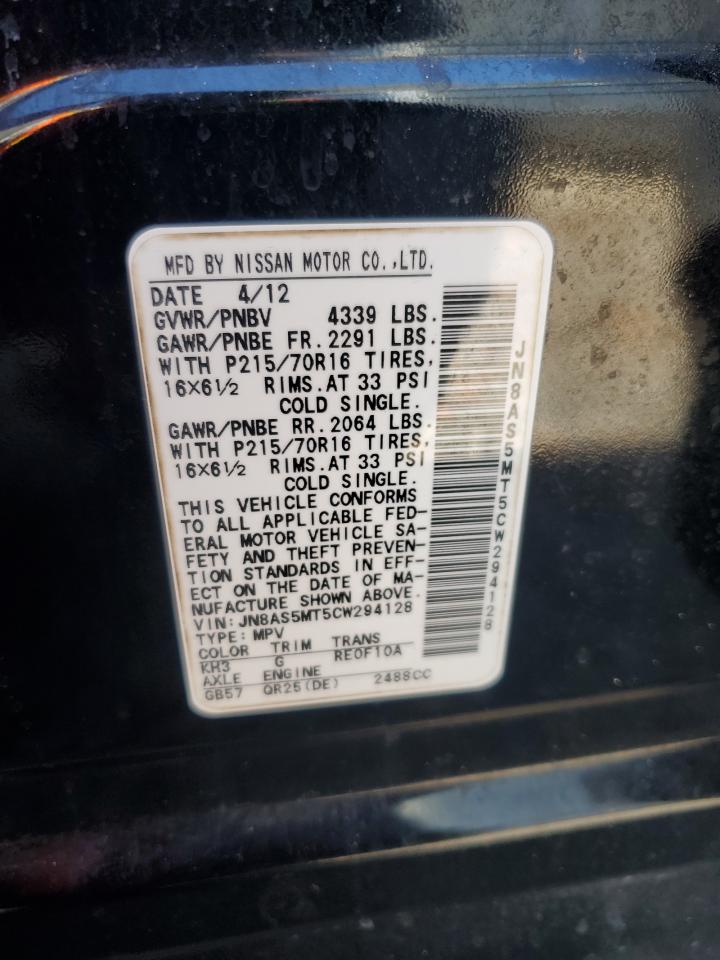 MFD BY NISSAN MOTOR CO.,LTD.
DATE 4/12
GVWR/PNBV 4339 LBS.
GAWR/PNBE FR. 2291 LBS.
WITH P215/70R16 TIRES,
16X6½ RIMS. AT 33 PSI
COLD SINGLE.
GAWR/PNBE RR. 2064 LBS.
WITH P215/70R16 TIRES,
16X6½ RIMS. AT 33 PSI
COLD SINGLE.
THIS VEHICLE CONFORMS
TO ALL APPLICABLE FED-
ERAL MOTOR VEHICLE SA-
FETY AND THEFT PREVEN-
TION STANDARDS IN EFF-
ECT ON THE DATE OF MA-
NUFACTURE SHOWN ABOVE.
VIN: JN8AS5MT5CW294128
TYPE: MPV
COLOR TRIM TRANS
KH3 G RE0F10A
AXLE ENGINE
GB57 QR25(DE) 2488CC
JN8AS5MT5CW294128